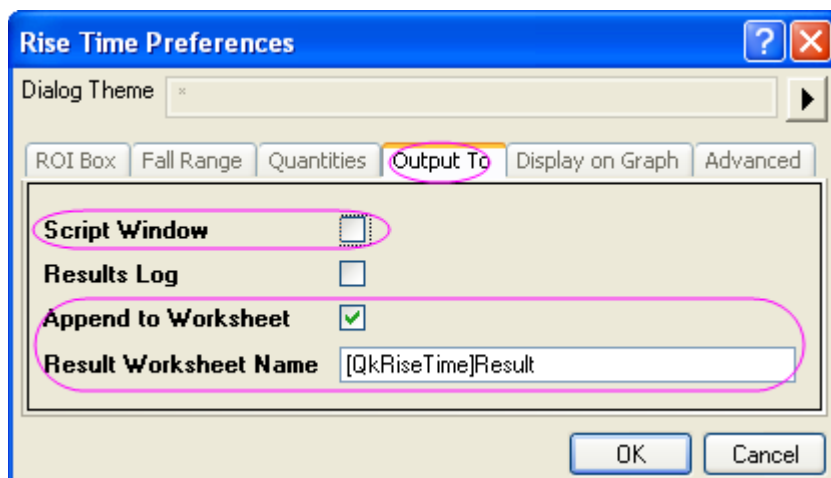 Rise Time Preferences
Dialog Theme *
ROI Box Fall Range Quantities Output To Display on Graph Advanced
Script Window
Results Log
Append to Worksheet
Result Worksheet Name [QkRiseTime]Result
OK Cancel